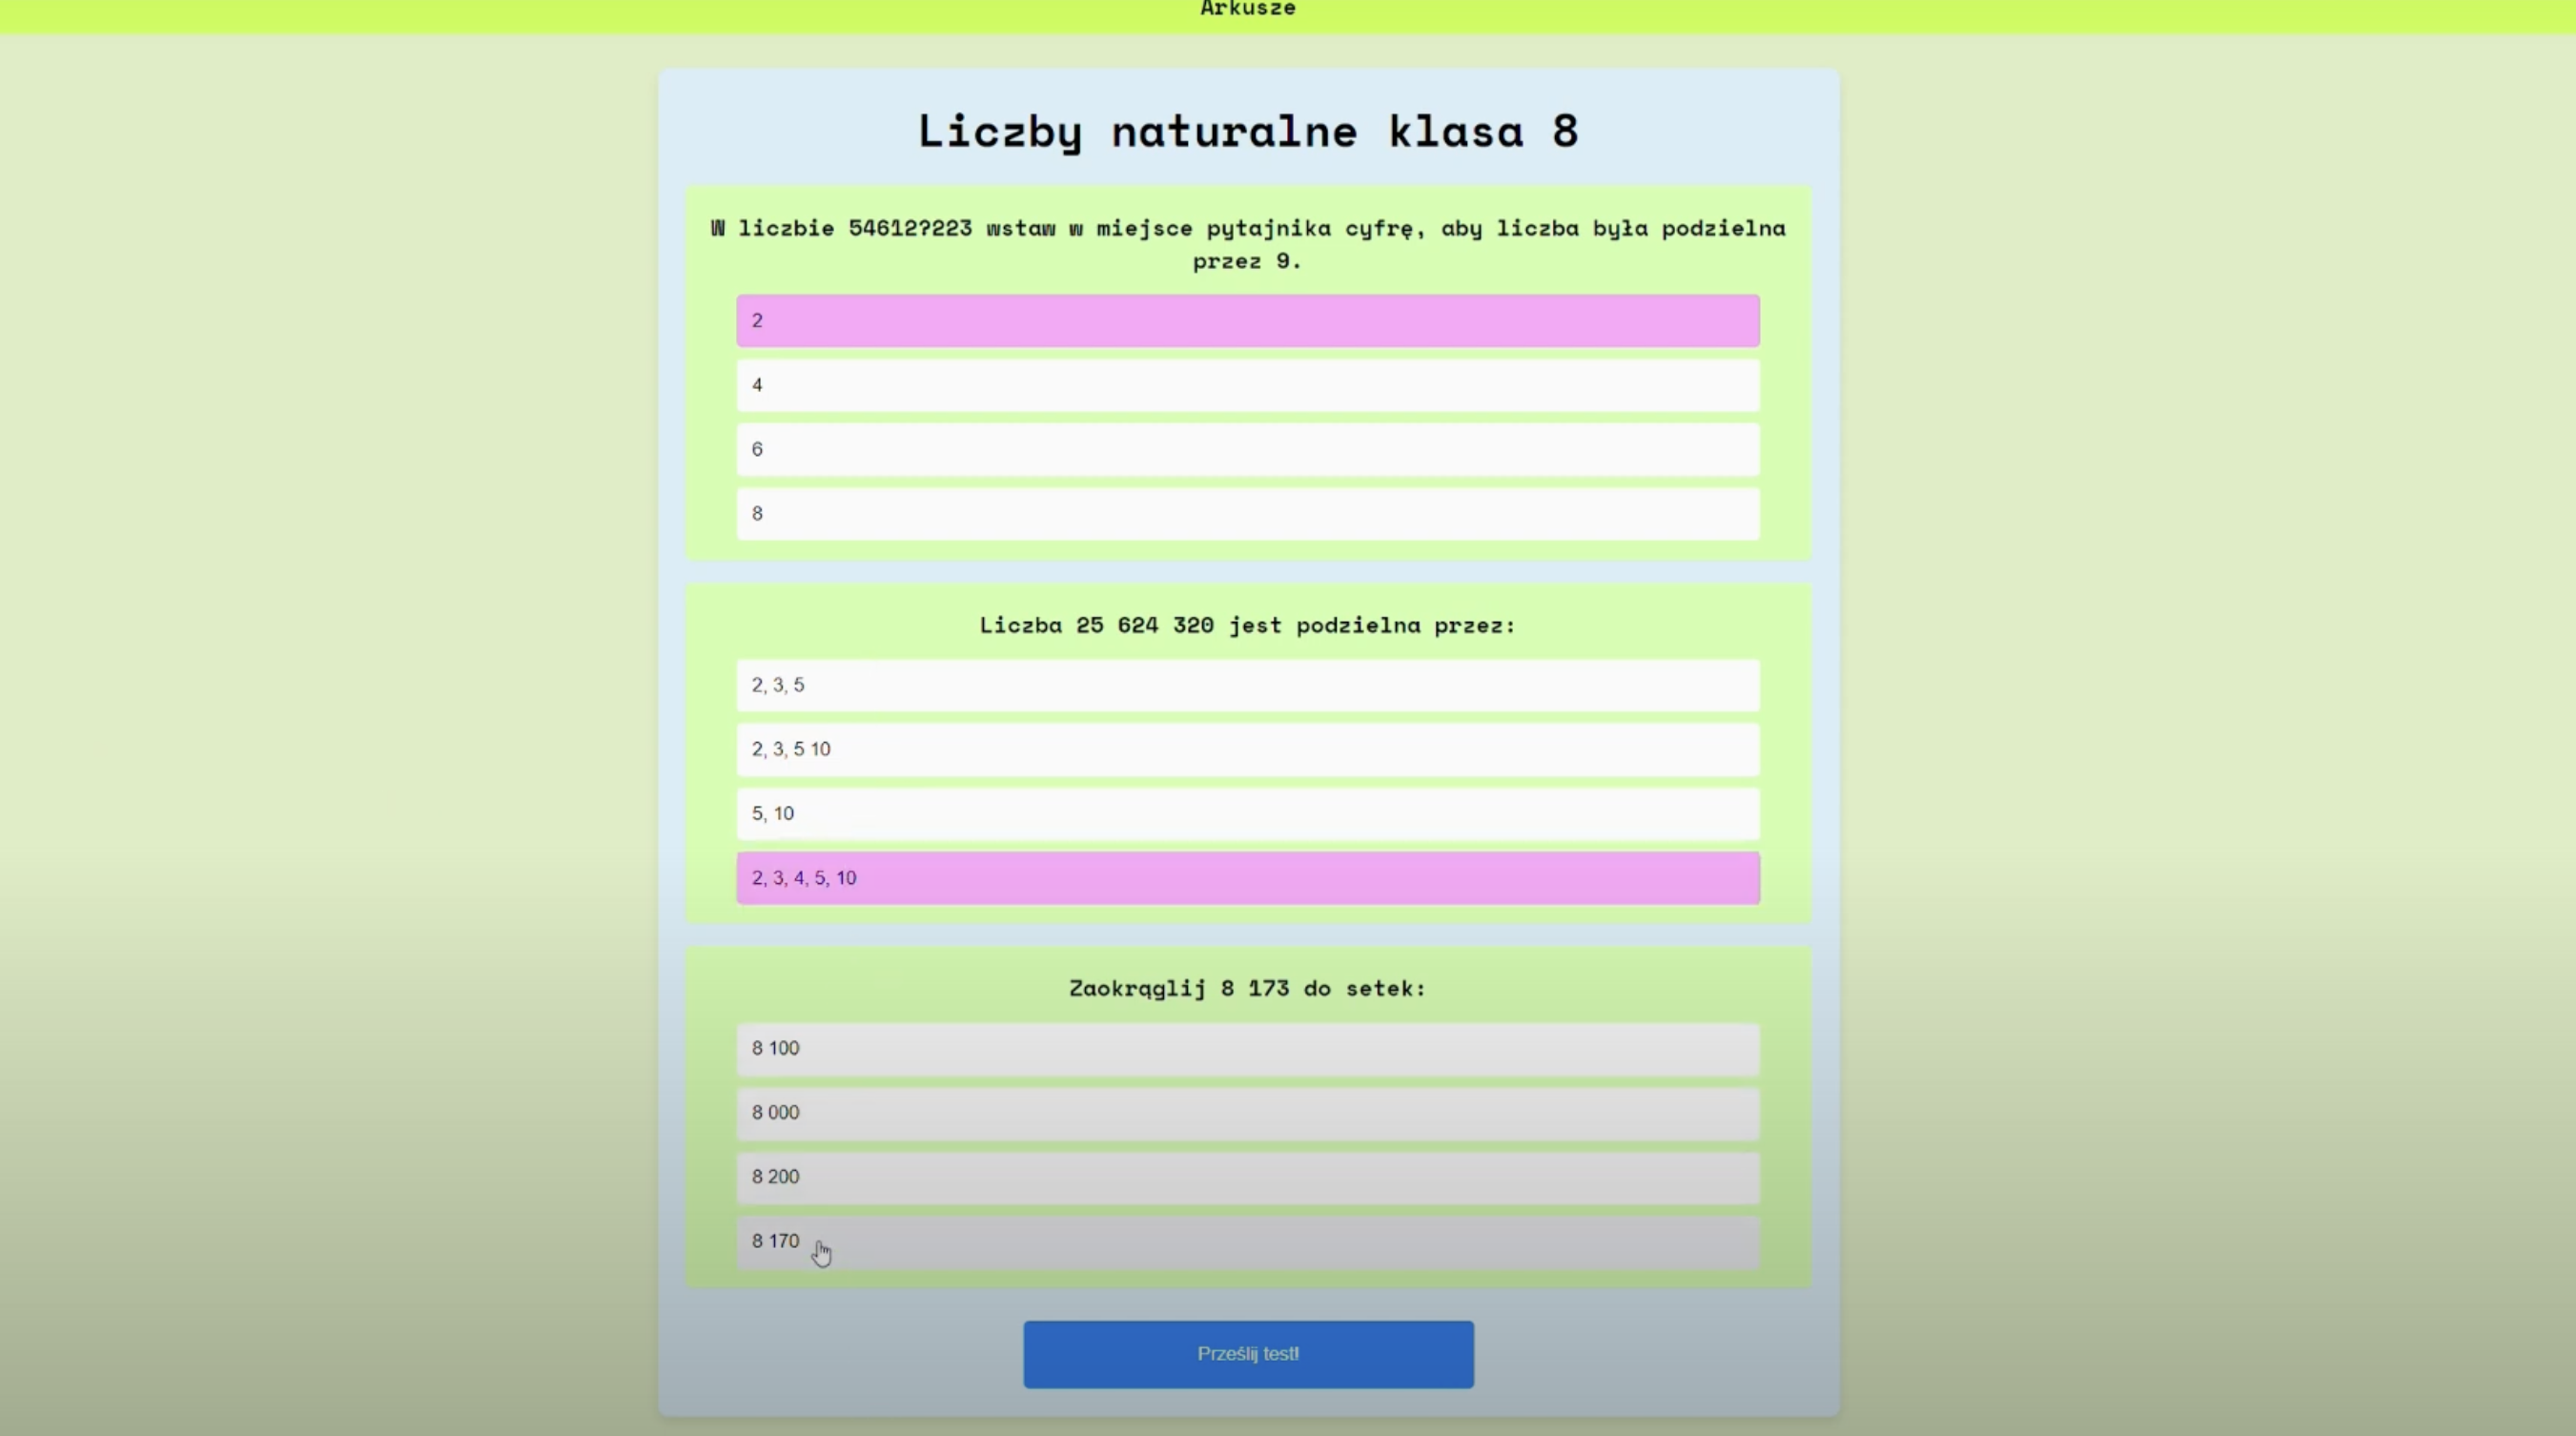 Arkusze
Liczby naturalne klasa 8
W liczbie 54612?223 wstaw w miejsce pytajnika cyfrę, aby liczba była podzielna
przez 9.
2
4
6
8
Liczba 25 624 320 jest podzielna przez:
2, 3, 5
2, 3, 5 10
5, 10
2, 3, 4, 5, 10
Zaokrąglij 8 173 do setek:
8 100
8 000
8 200
8 170
Prześlij test!